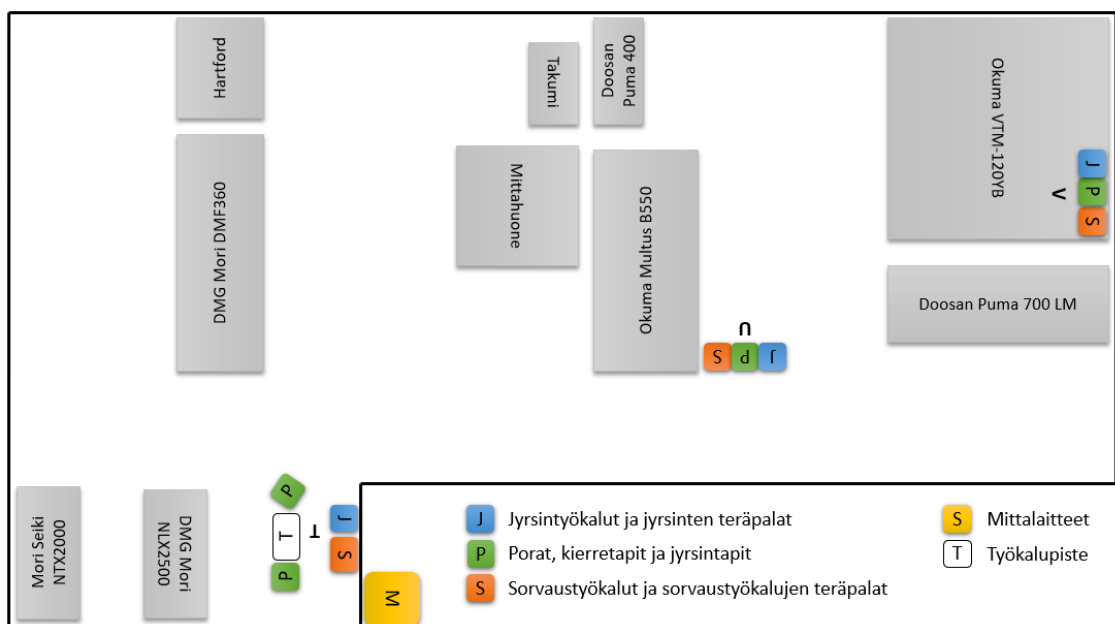 Hartford
DMG Mori DMF360
Takumi
Doosan
Puma 400
Mittahuone
Okuma Multus B550
Okuma VTM-120YB
J
P
S
V
Doosan Puma 700 LM
U
S
P
J
Mori Seiki
NTX2000
DMG Mori
NLX2500
P
T
P
T
J
S
M
J Jyrsintyökalut ja jyrsinten teräpalat
P Porat, kierretapit ja jyrsintapit
S Sorvaustyökalut ja sorvaustyökalujen teräpalat
S Mittalaitteet
T Työkalupiste